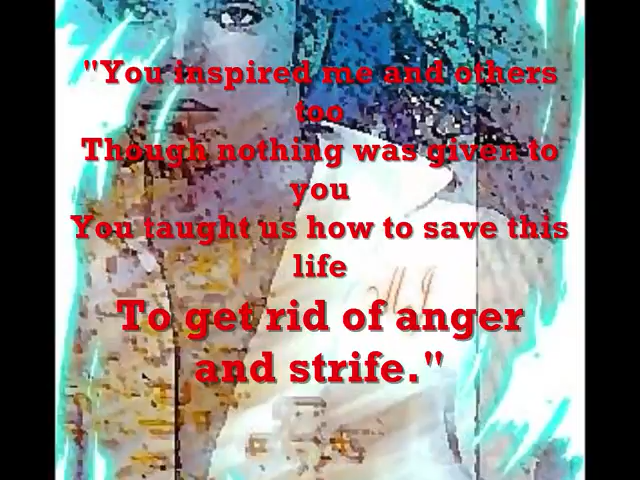 "You inspired me and others
too
Though nothing was given to
you
You taught us how to save this
life
To get rid of anger
and strife."